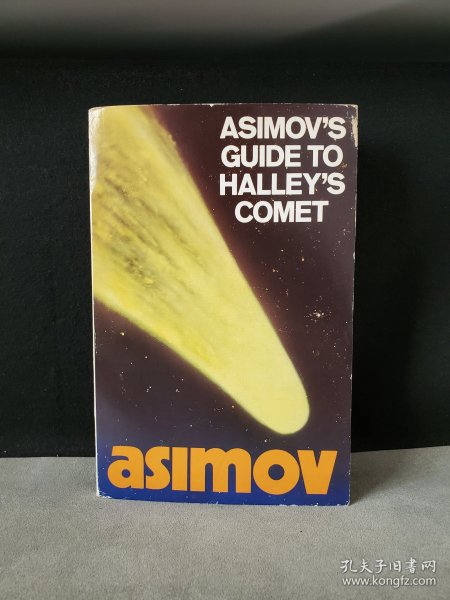 ASIMOV'S
GUIDE TO
HALLEY'S
COMET
asimov
孔夫子旧书网
www.kongfz.com